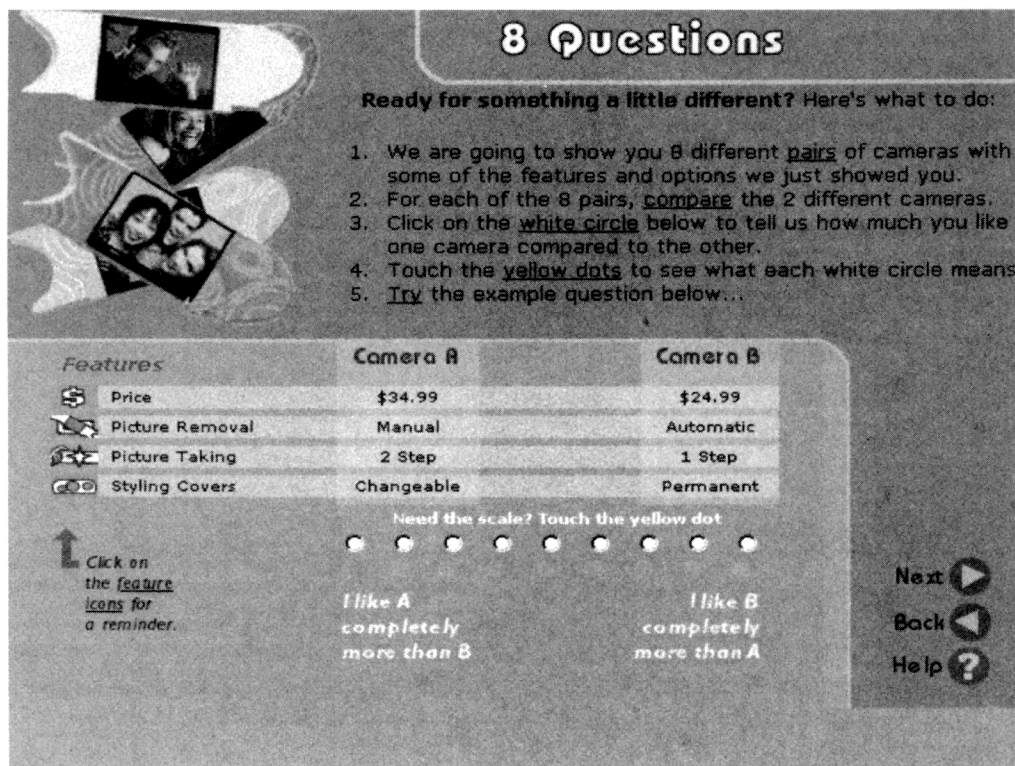 8 Questions
Ready for something a little different? Here's what to do:
1. We are going to show you 8 different pairs of cameras with
some of the features and options we just showed you.
2. For each of the 8 pairs, compare the 2 different cameras.
3. Click on the white circle below to tell us how much you like
one camera compared to the other.
4. Touch the yellow dots to see what each white circle means
5. Try the example question below...
Features Camera A Camera B
$ Price $34.99 $24.99
Picture Removal Manual Automatic
Picture Taking 2 Step 1 Step
Styling Covers Changeable Permanent
Need the scale? Touch the yellow dot
Click on
the feature
icons for
a reminder.
I like A
completely
more than B
I like B
completely
more than A
Next
Back
Help ?